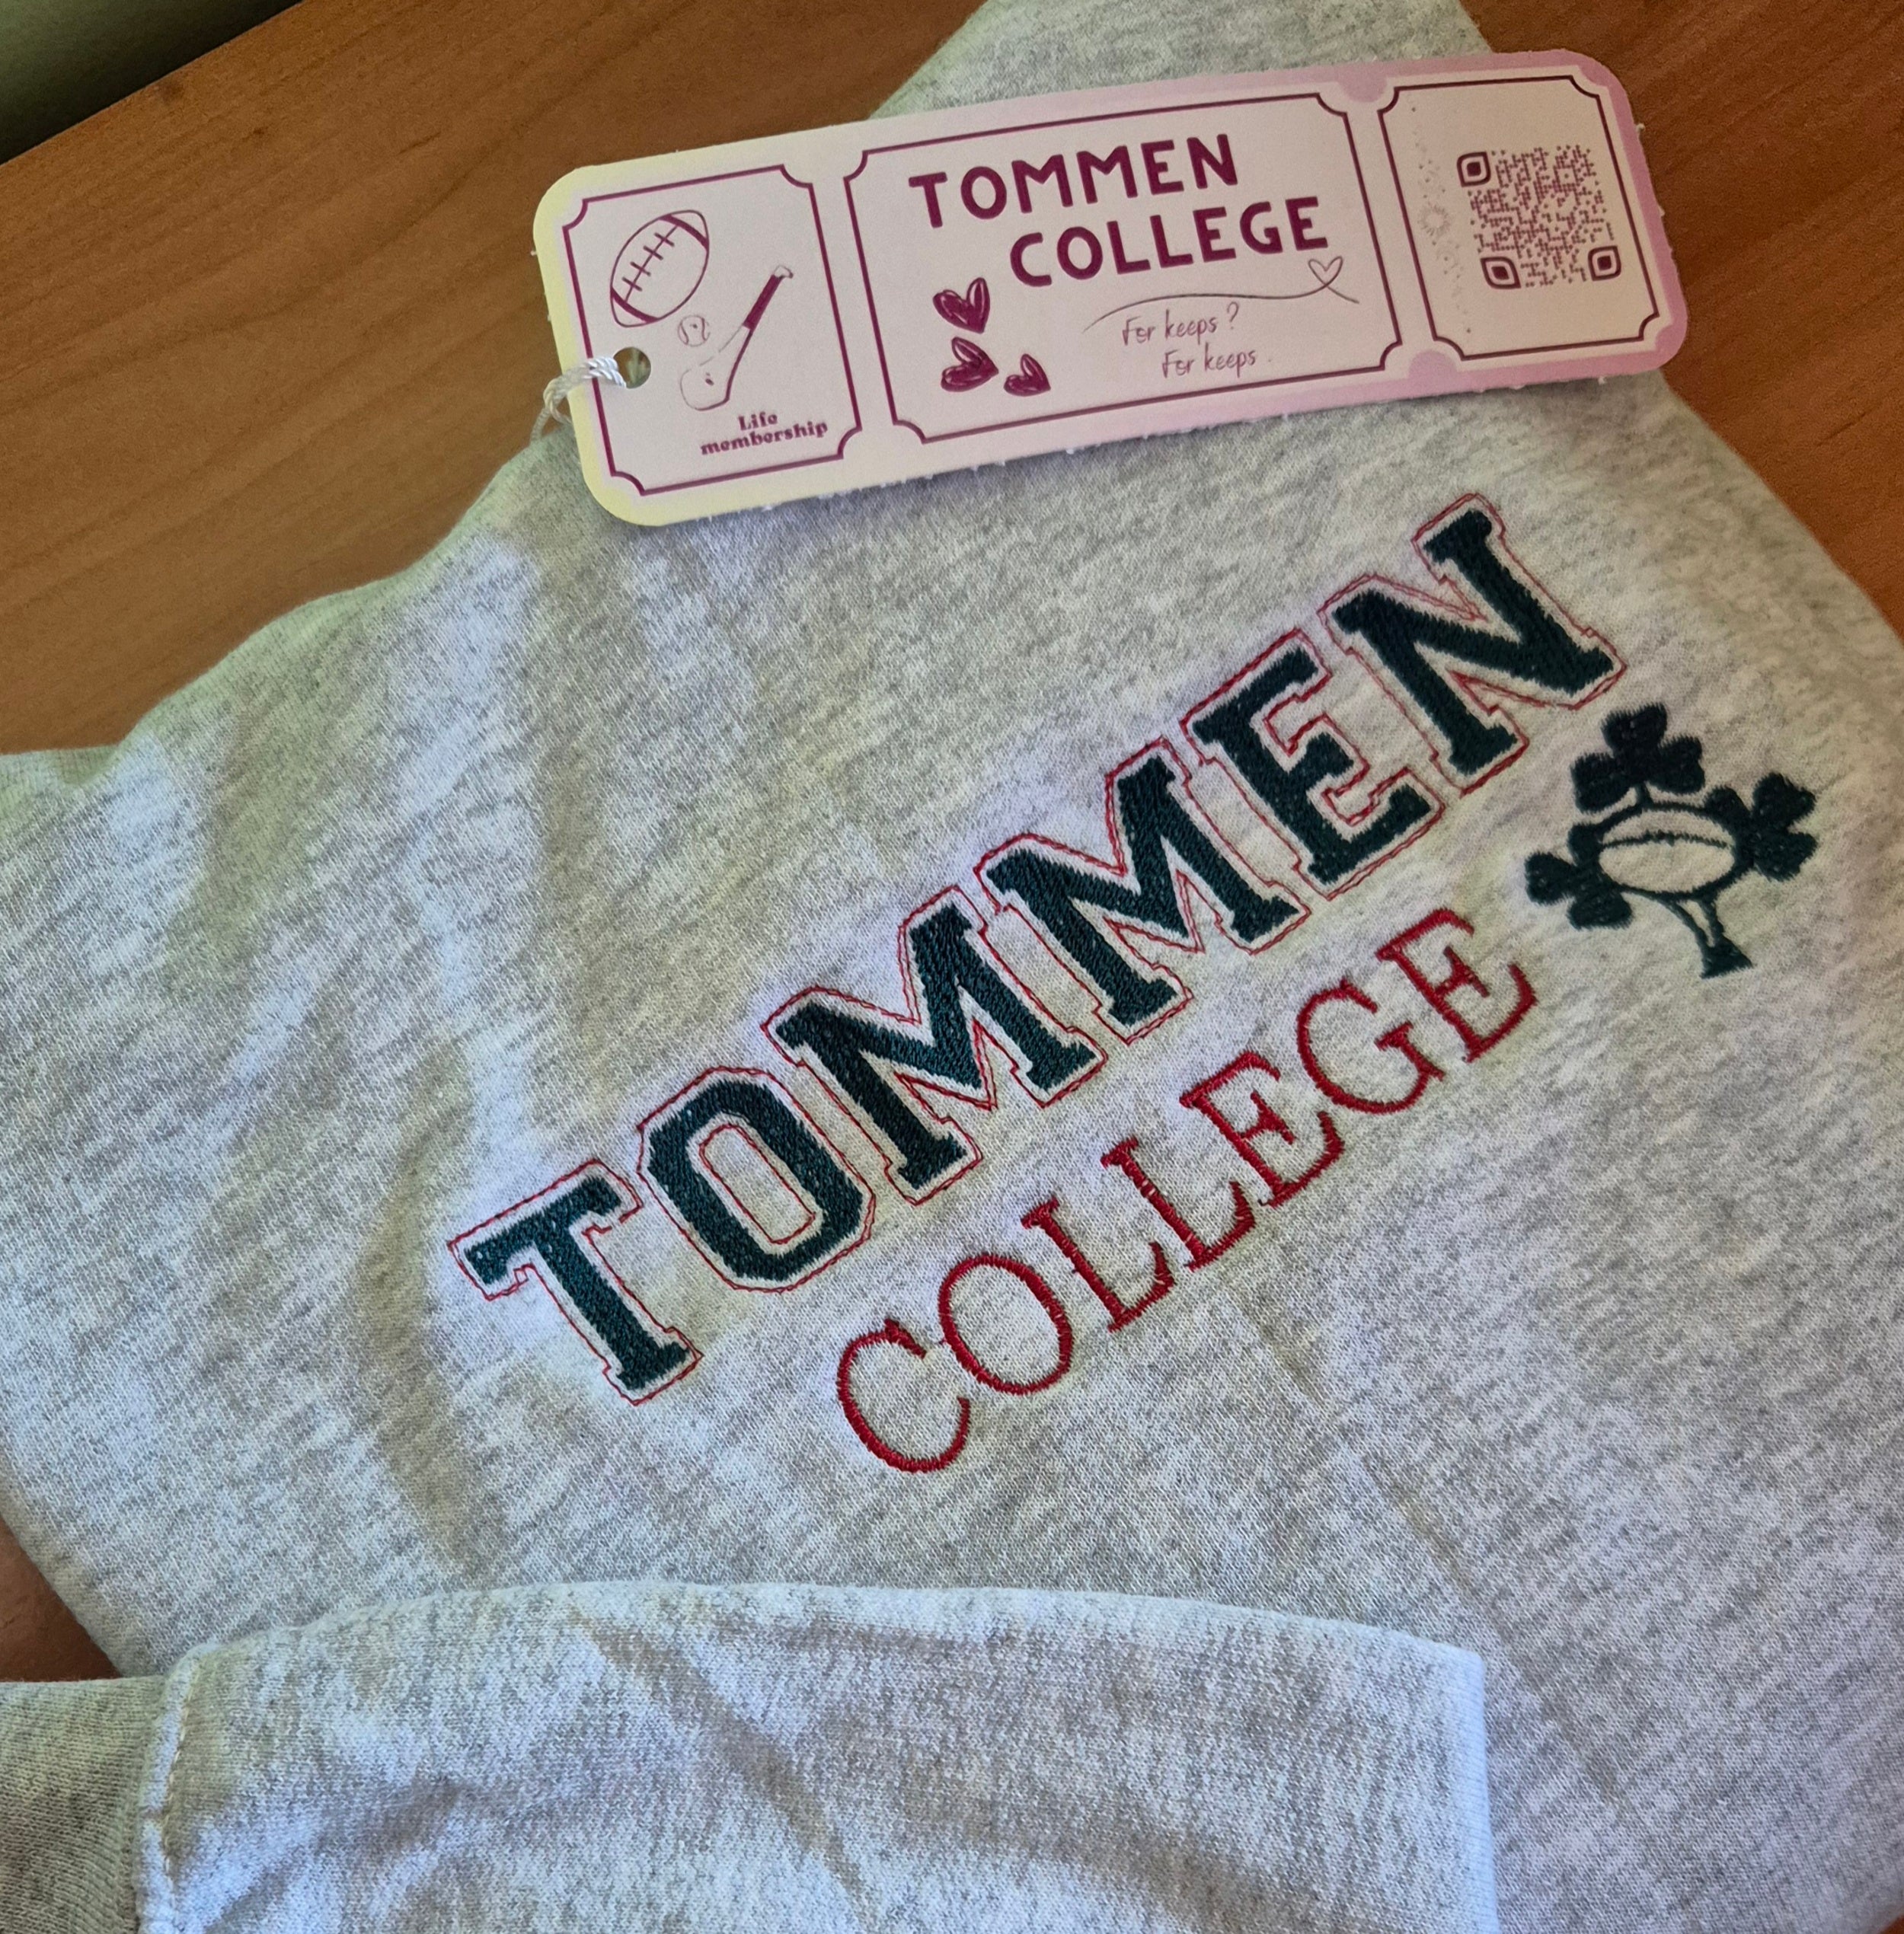 TOMMEN
COLLEGE
For keeps?
For keeps.
Life
membership
TOMMEN
COLLEGE